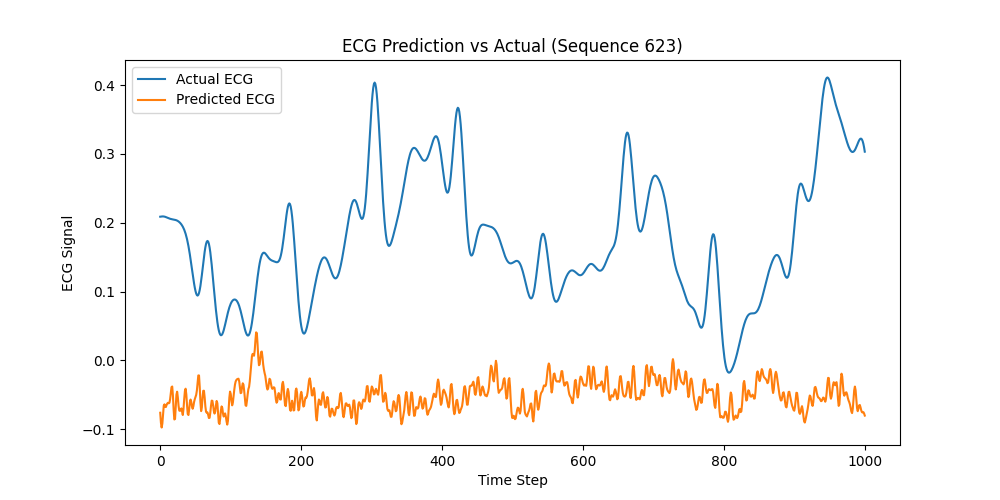 ECG Prediction vs Actual (Sequence 623)
Actual ECG
Predicted ECG
ECG Signal
0.4
0.3
0.2
0.1
0.0
−0.1
0
200
400
600
800
1000
Time Step